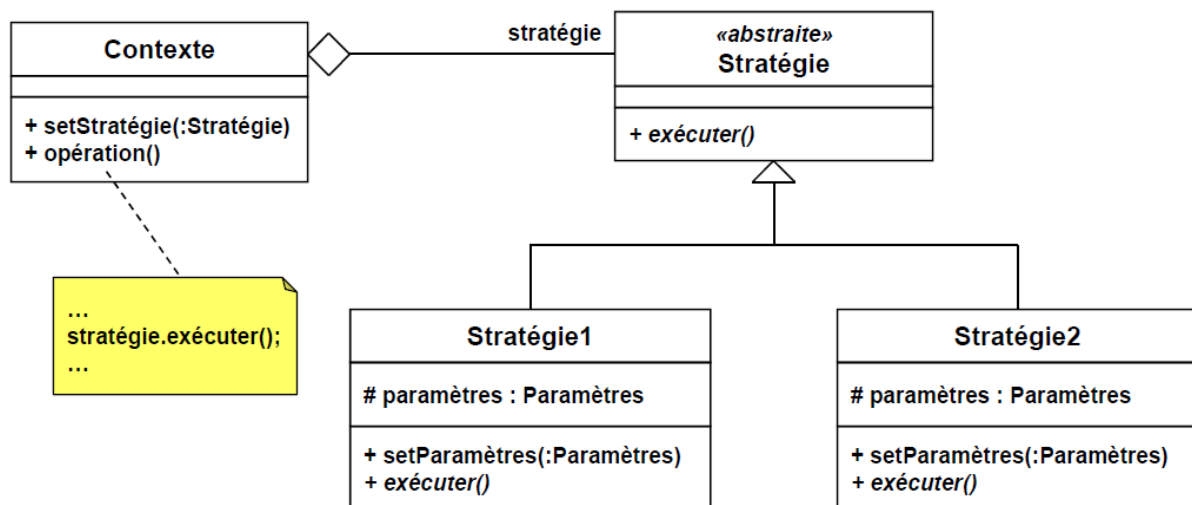 Contexte
+ setStratégie(:Stratégie)
+ opération()
stratégie
«abstraite»
Stratégie
+ exécuter()
…
stratégie.exécuter();
…
Stratégie1
# paramètres : Paramètres
+ setParamètres(:Paramètres)
+ exécuter()
Stratégie2
# paramètres : Paramètres
+ setParamètres(:Paramètres)
+ exécuter()